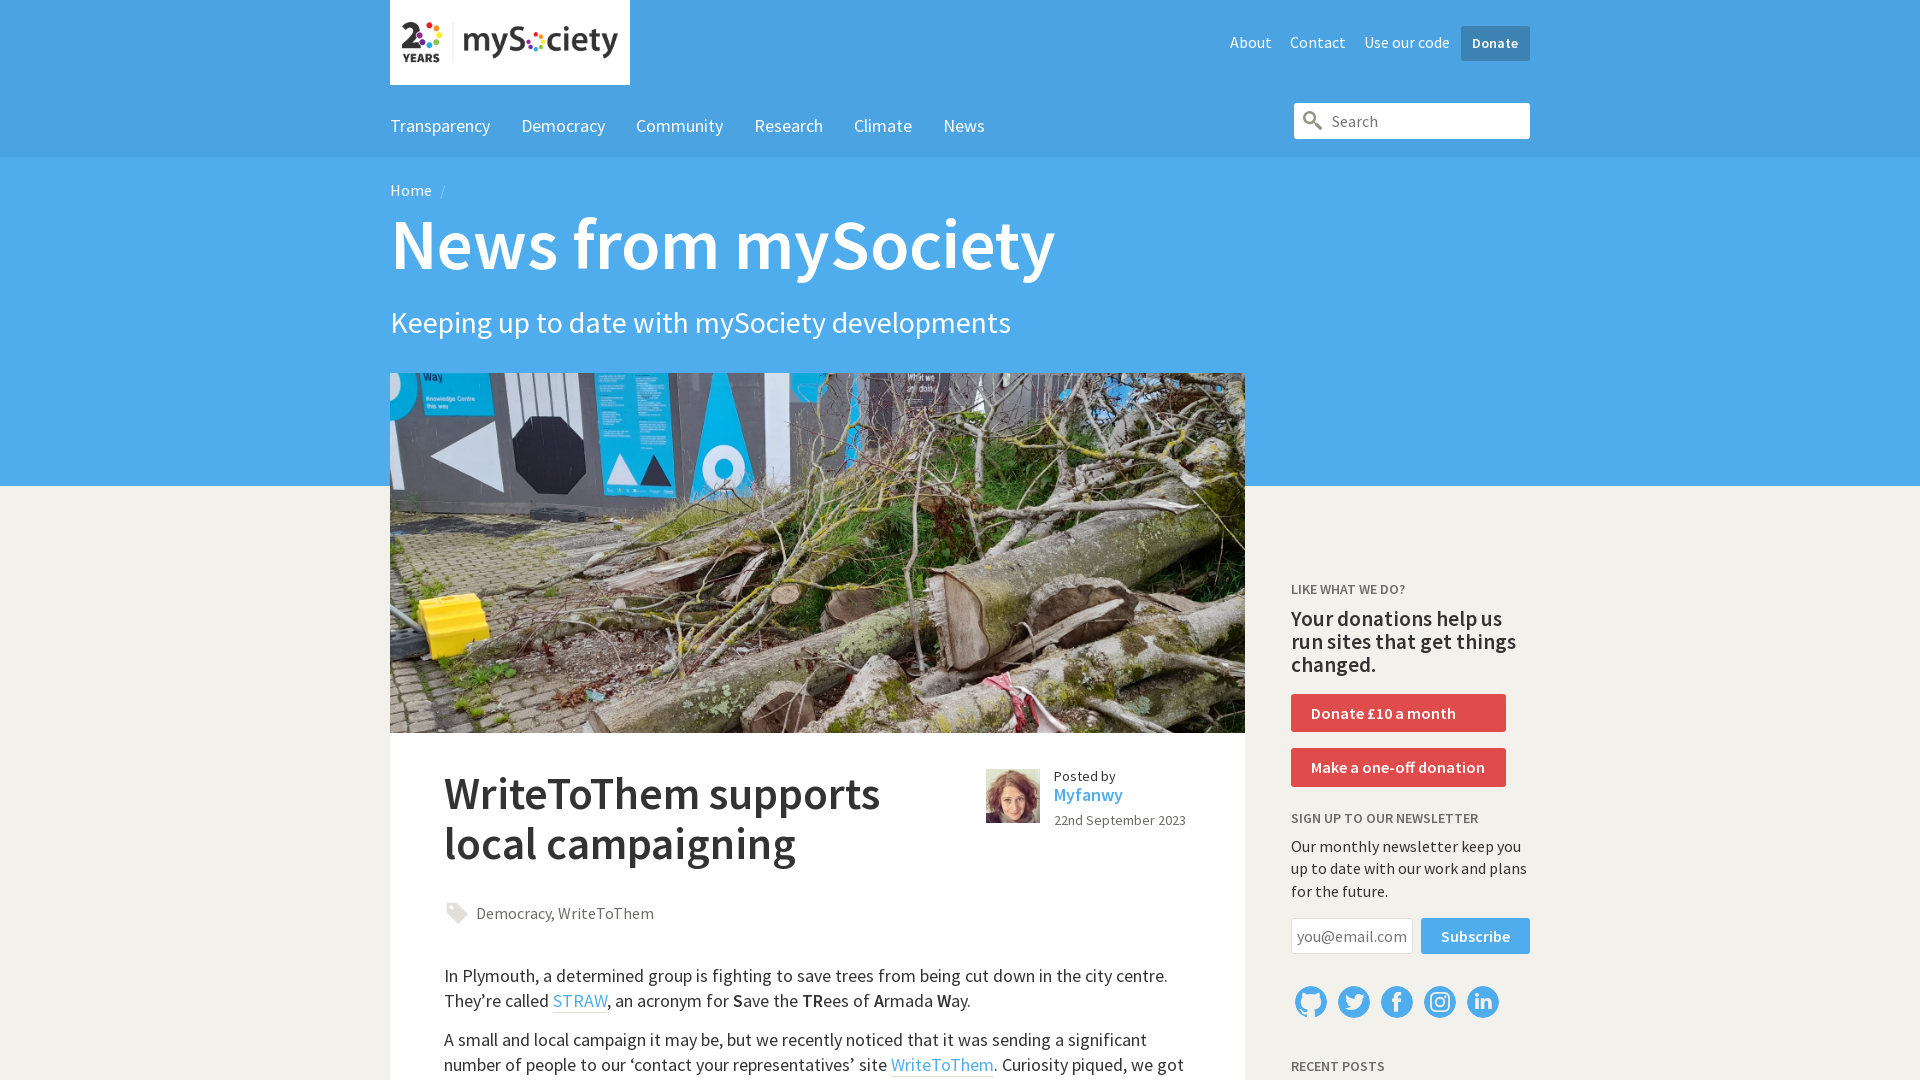 20 YEARS mySociety
About Contact Use our code Donate
Transparency Democracy Community Research Climate News
Search
Home /
News from mySociety
Keeping up to date with mySociety developments
Way
Knowledge Centre
this way
WriteToThem supports
local campaigning
Posted by
Myfanwy
22nd September 2023
Democracy, WriteToThem
In Plymouth, a determined group is fighting to save trees from being cut down in the city centre.
They’re called STRAW, an acronym for Save the TRees of Armada Way.
A small and local campaign it may be, but we recently noticed that it was sending a significant
number of people to our ‘contact your representatives’ site WriteToThem. Curiosity piqued, we got
LIKE WHAT WE DO?
Your donations help us
run sites that get things
changed.
Donate £10 a month
Make a one-off donation
SIGN UP TO OUR NEWSLETTER
Our monthly newsletter keep you
up to date with our work and plans
for the future.
you@email.com Subscribe
RECENT POSTS